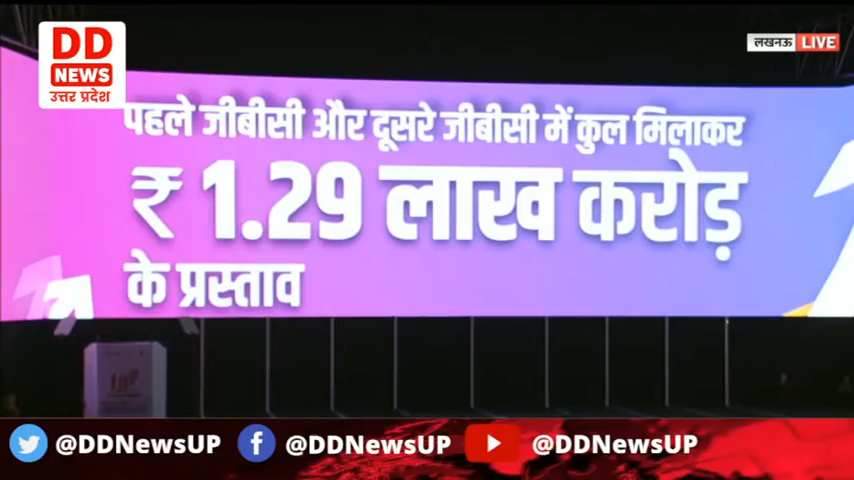 DD
NEWS
उत्तर प्रदेश
लखनऊ LIVE
पहले जीबीसी और दूसरे जीबीसी में कुल मिलाकर
₹ 1.29 लाख करोड़
के प्रस्ताव
@DDNewsUP @DDNewsUP @DDNewsUP